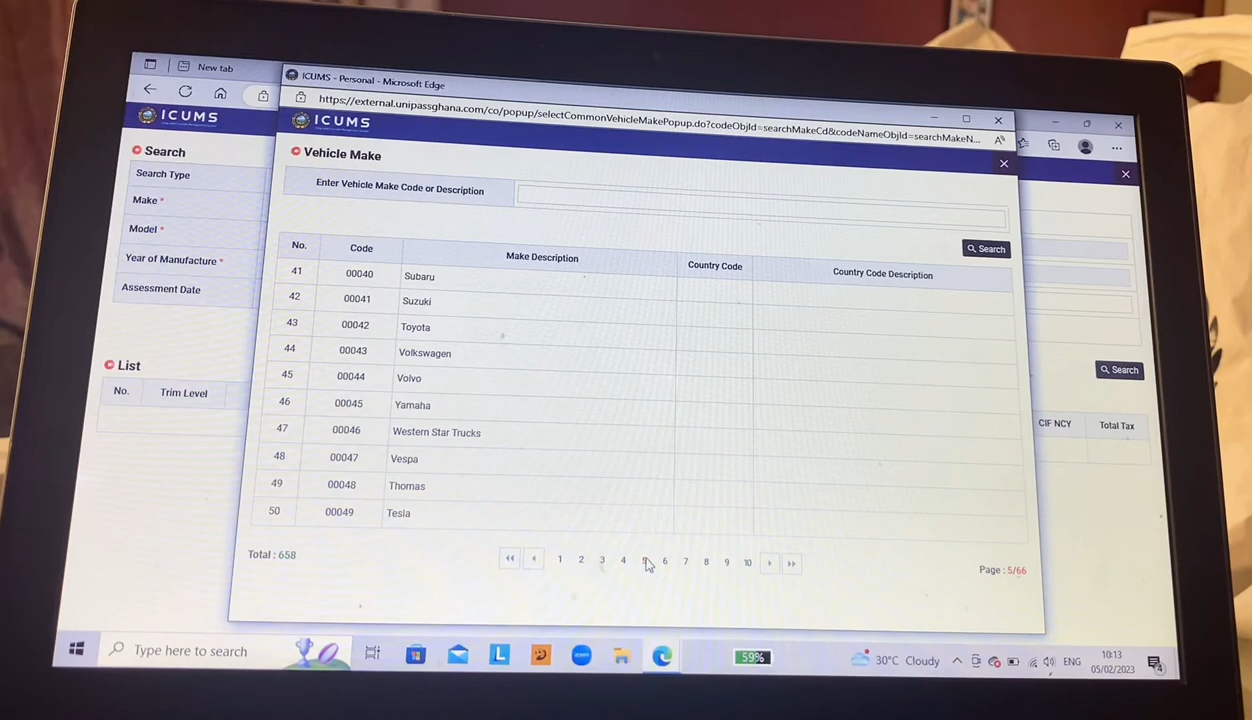 New tab
ICUMS - Personal - Microsoft Edge
https://external.unipassghana.com/co/popup/selectCommonVehicleMakePopup.do?codeObjId=searchMakeCd&codeNameObjId=searchMakeN...
ICUMS
ICUMS
Search
Search Type
Make *
Model *
Year of Manufacture *
Assessment Date
Vehicle Make
Enter Vehicle Make Code or Description
Search
No. Code Make Description Country Code Country Code Description
41 00040 Subaru
42 00041 Suzuki
43 00042 Toyota
44 00043 Volkswagen
45 00044 Volvo
46 00045 Yamaha
47 00046 Western Star Trucks
48 00047 Vespa
49 00048 Thomas
50 00049 Tesla
Total : 658
1 2 3 4 5 6 7 8 9 10
Page : 5/66
Search
List
No. Trim Level CIF NCY Total Tax
Type here to search
L
59%
30°C Cloudy
ENG
10:13
05/02/2023
4